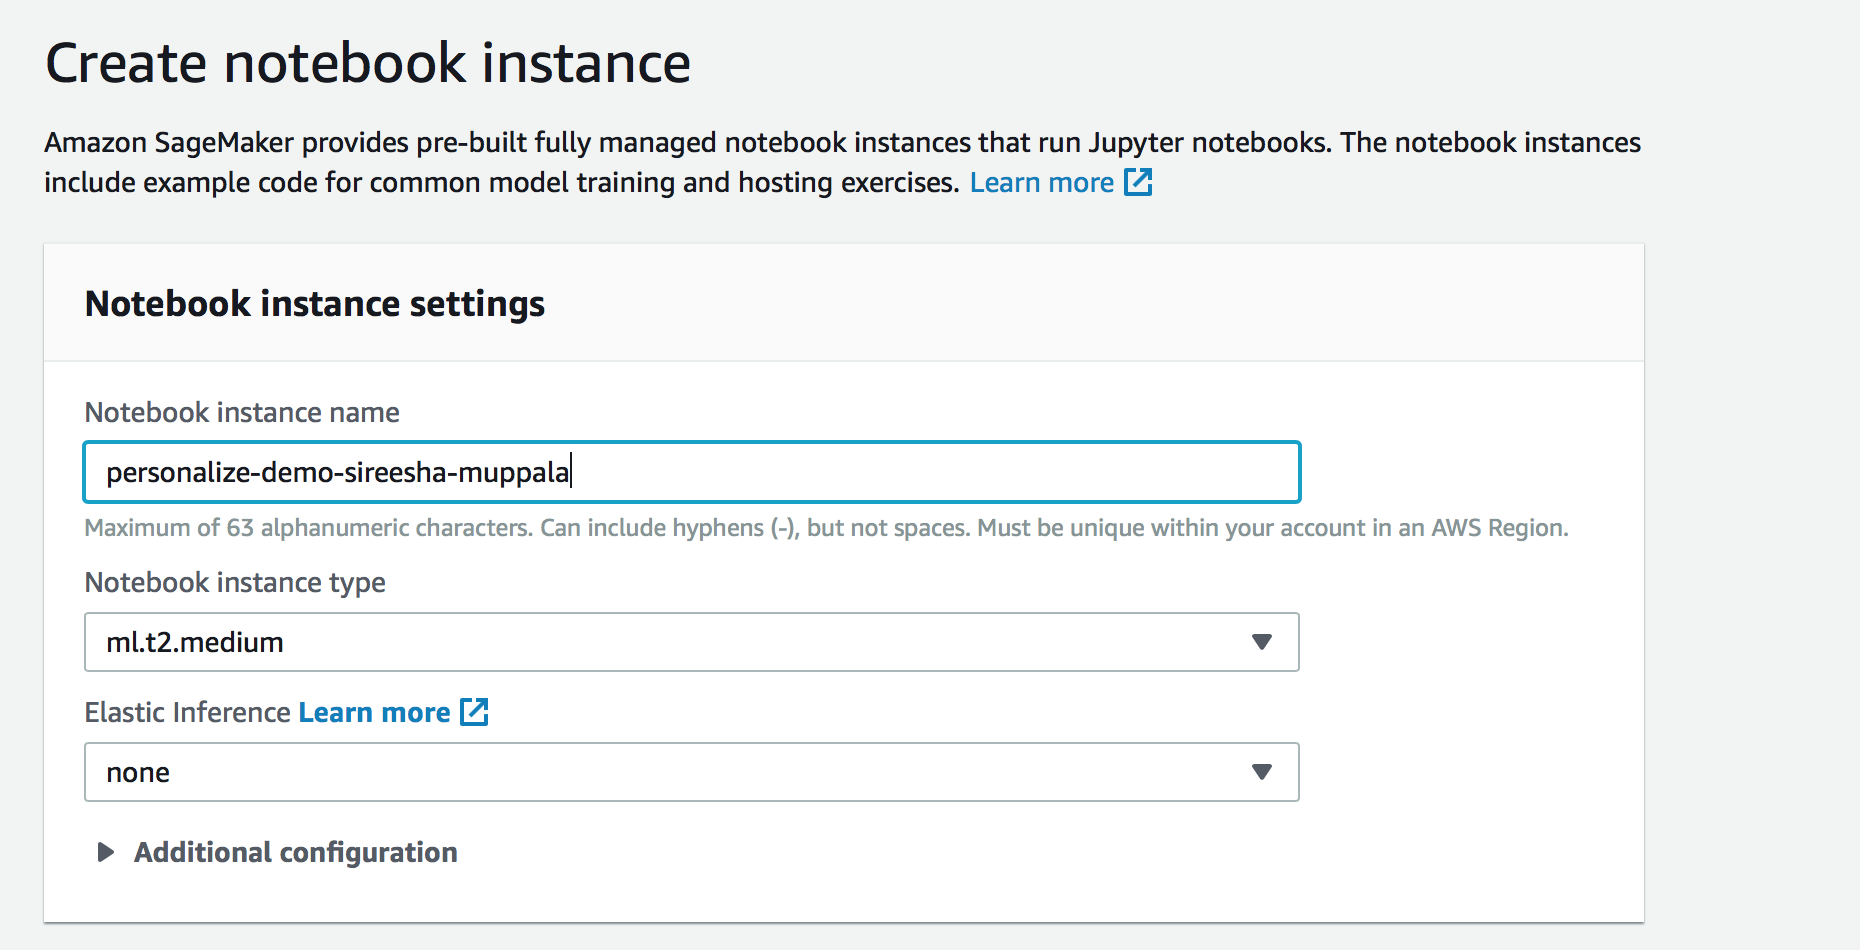 Create notebook instance
Amazon SageMaker provides pre-built fully managed notebook instances that run Jupyter notebooks. The notebook instances
include example code for common model training and hosting exercises. Learn more
Notebook instance settings
Notebook instance name
personalize-demo-sireesha-muppala
Maximum of 63 alphanumeric characters. Can include hyphens (-), but not spaces. Must be unique within your account in an AWS Region.
Notebook instance type
ml.t2.medium
Elastic Inference Learn more
none
Additional configuration